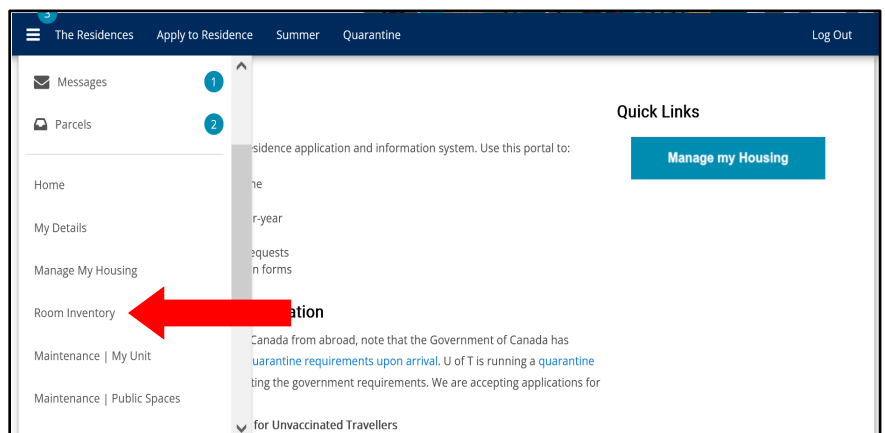 3
The Residences Apply to Residence Summer Quarantine Log Out
Messages 1
Parcels 2
Home
My Details
Manage My Housing
Room Inventory
Maintenance | My Unit
Maintenance | Public Spaces
Quick Links
Manage my Housing
sidence application and information system. Use this portal to:
ne
r-year
equests
n forms
ation
Canada from abroad, note that the Government of Canada has
uarantine requirements upon arrival. U of T is running a quarantine
ting the government requirements. We are accepting applications for
for Unvaccinated Travellers